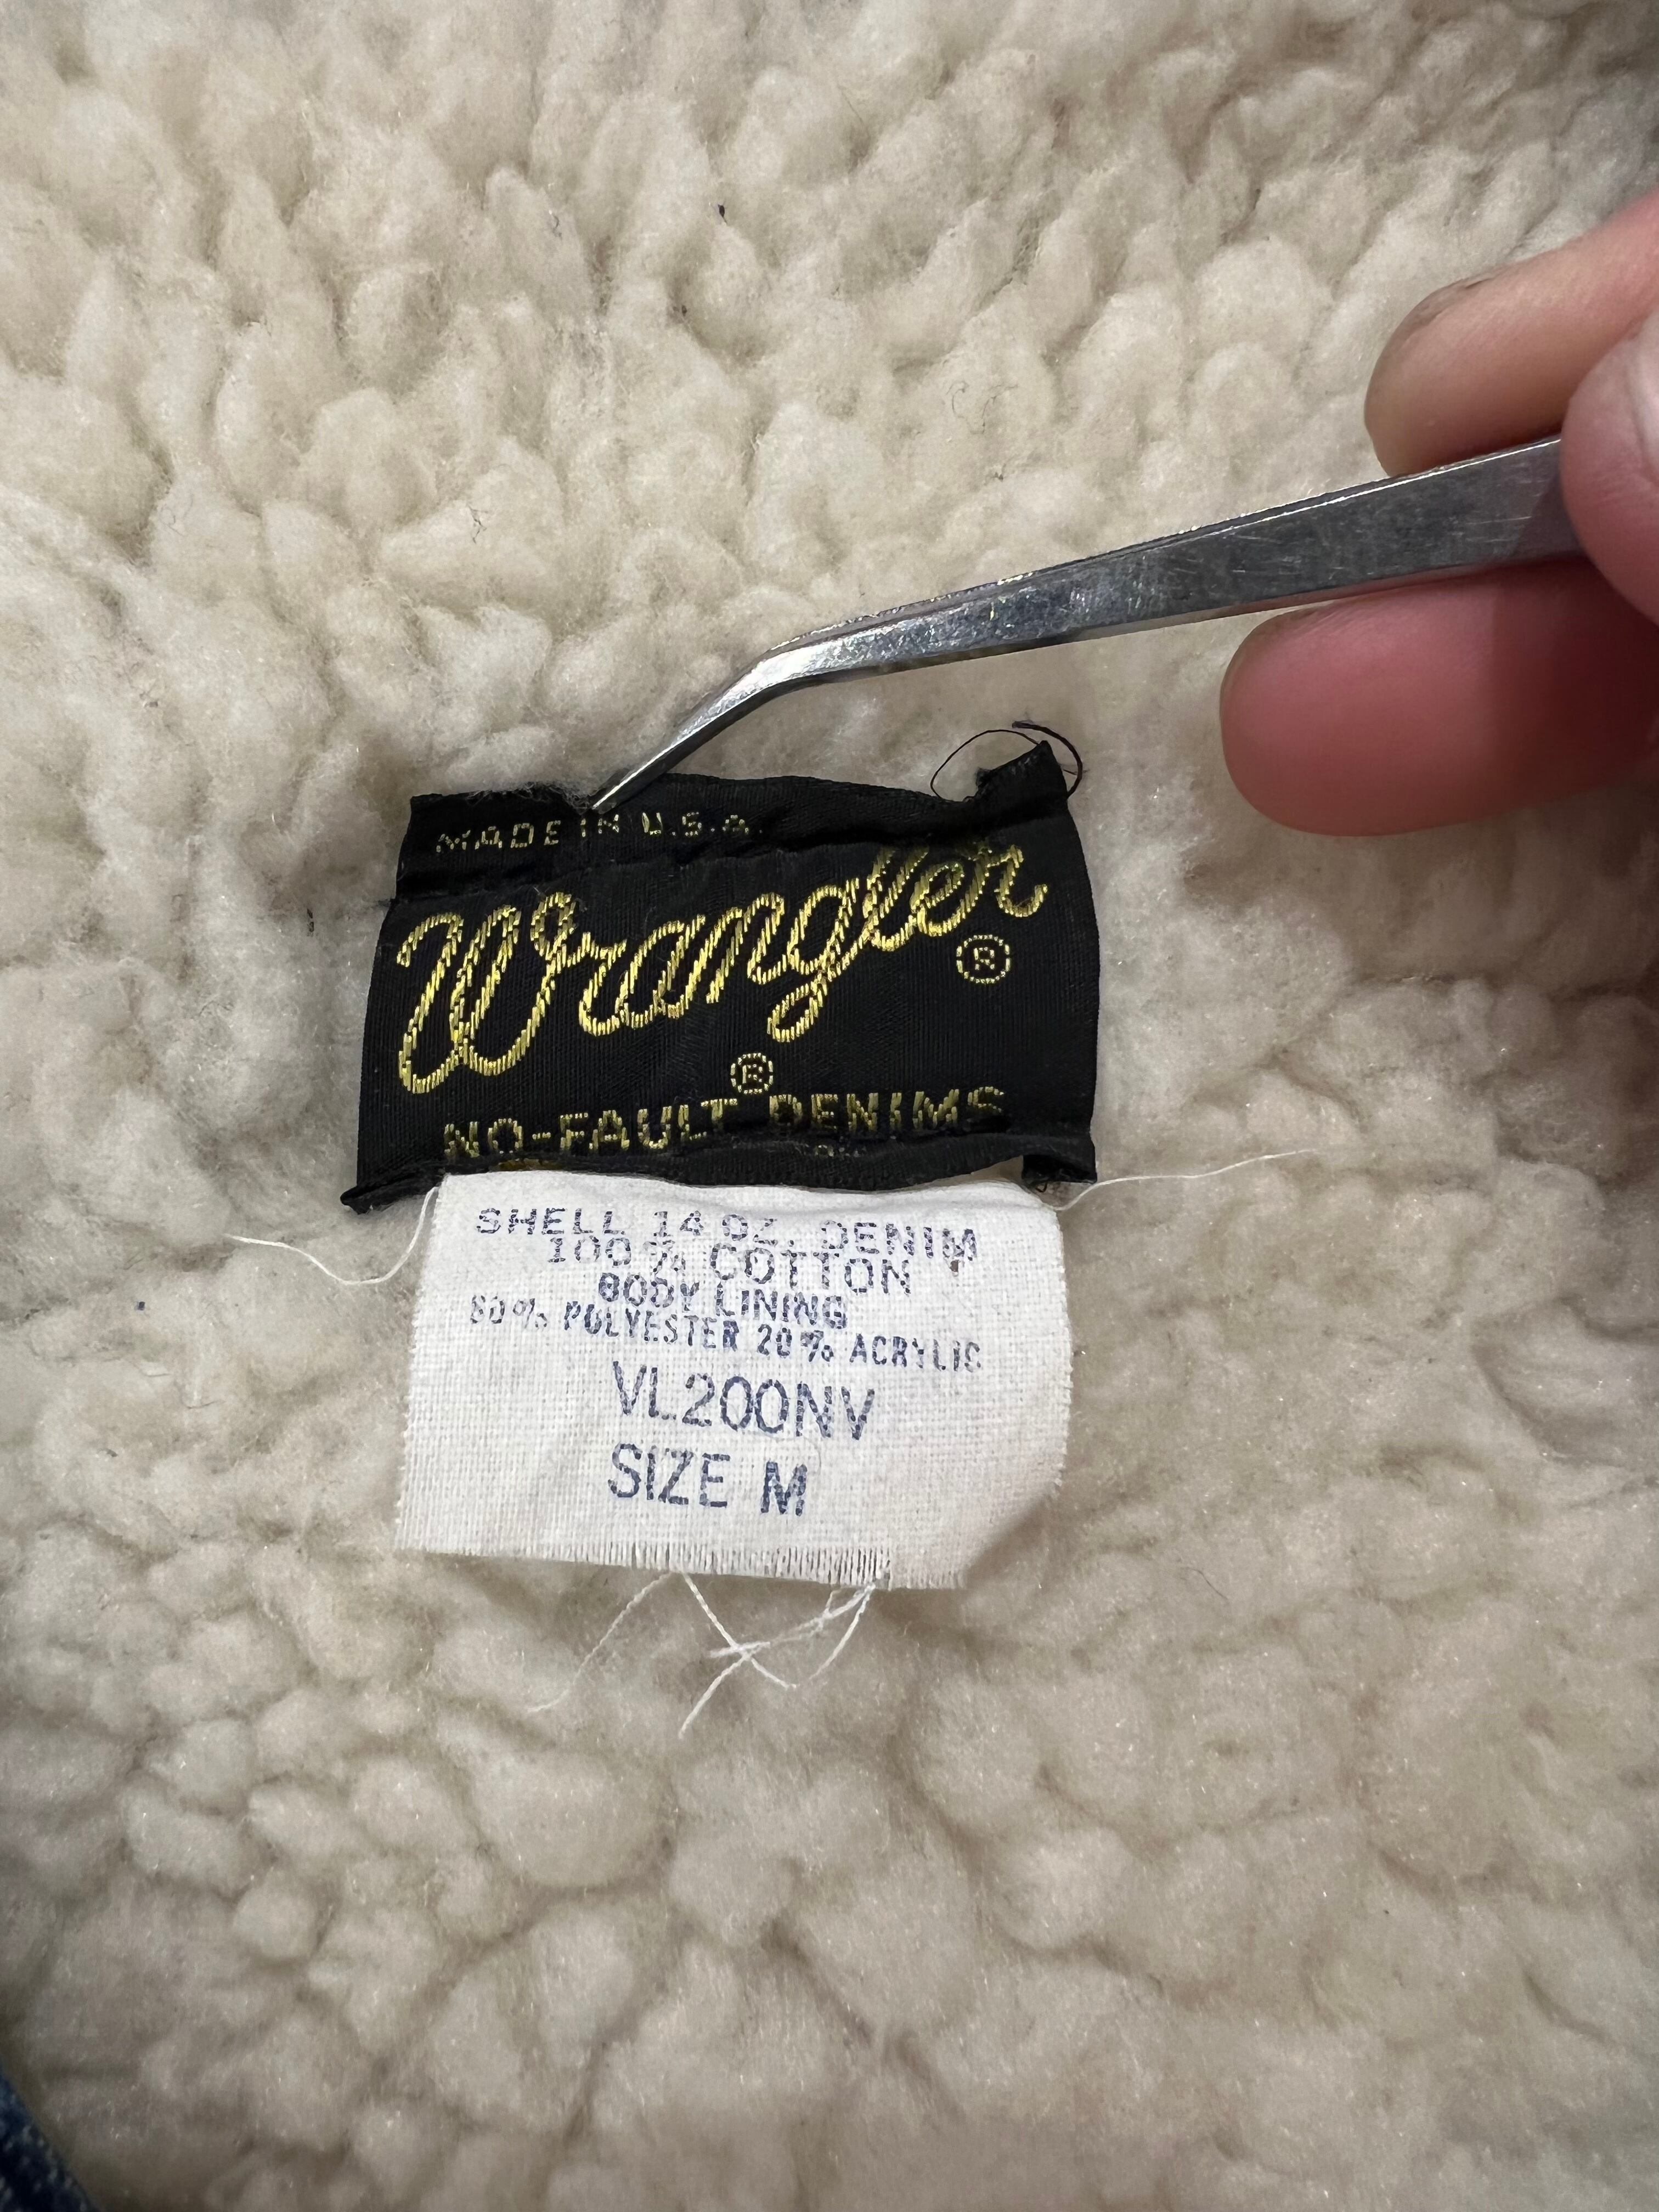 MADE IN U.S.A.
Wrangler
®
®
NO-FAULT DENIMS
SHELL 14 OZ. DENIM
100% COTTON
BODY LINING
80% POLYESTER 20% ACRYLIC
VL200NV
SIZE M